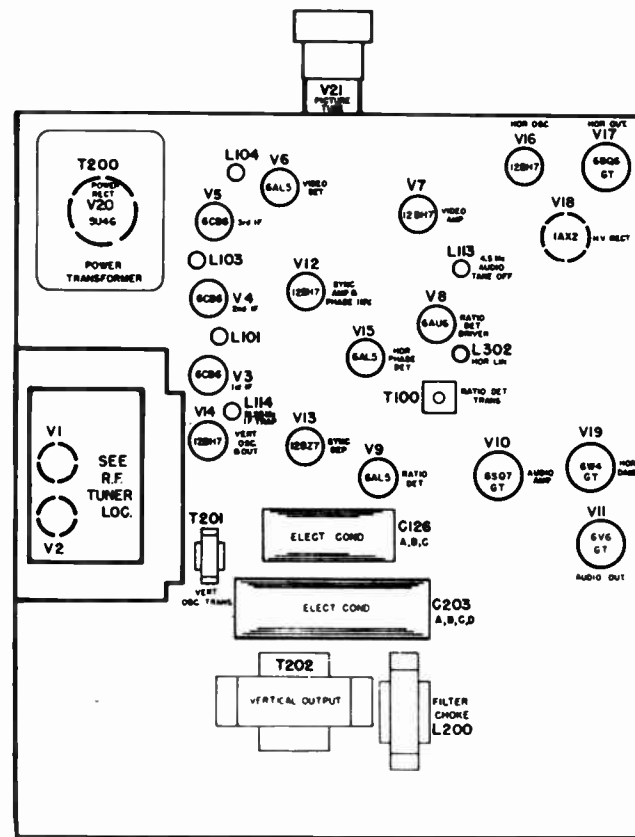 V21
PICTURE
TUBE
HOR OSC
V16
12BH7
HOR OUT.
V17
6BQ6
GT
T200
POWER
RECT
V20
5U4G
POWER
TRANSFORMER
L104
V6
6AL5
VIDEO
DET
V5
6CB6
3rd IF
V7
12BH7
VIDEO
AMP
V18
1AX2
H.V. RECT
L103
L113
4.5 Mc
AUDIO
TAKE OFF
V12
12BH7
SYNC
AMP &
PHASE INV.
V4
6CB6
2nd IF
V8
6AU6
RATIO
DET
DRIVER
L101
V15
6AL5
HOR
PHASE
DET
L302
HOR LIN
V3
6CB6
1st IF
T100
RATIO DET
TRANS
L114
IF TRAP
V14
12BH7
VERT
OSC
&OUT
V13
12BZ7
SYNC
SEP
V9
6AL5
RATIO
DET
V10
6SQ7
GT
AUDIO
AMP
V19
6W4
GT
HOR
V1
V2
SEE
R.F.
TUNER
LOC.
V11
6V6
GT
AUDIO OUT
T201
VERT
OSC TRANS
ELECT COND
C126
A,B,C
ELECT COND
C203
A,B,C,D
T202
VERTICAL OUTPUT
FILTER
CHOKE
L200